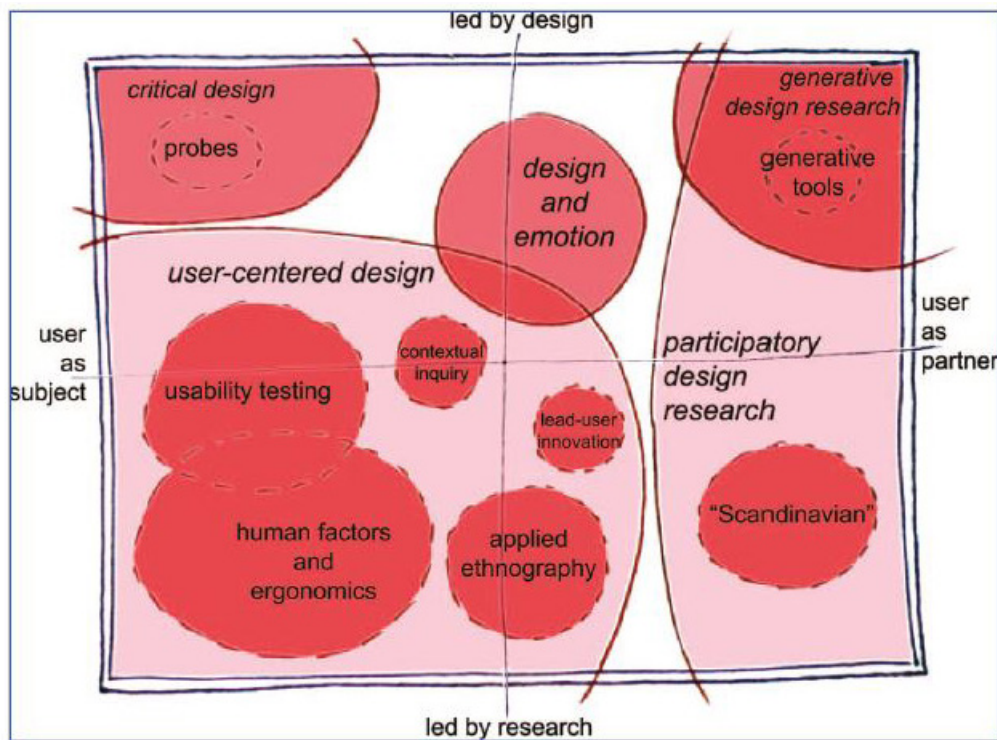 led by design
critical design
probes
generative
design research
generative
tools
design
and
emotion
user-centered design
user
as
subject
contextual
inquiry
usability testing
lead-user
innovation
participatory
design
research
user
as
partner
human factors
and
ergonomics
applied
ethnography
“Scandinavian”
led by research